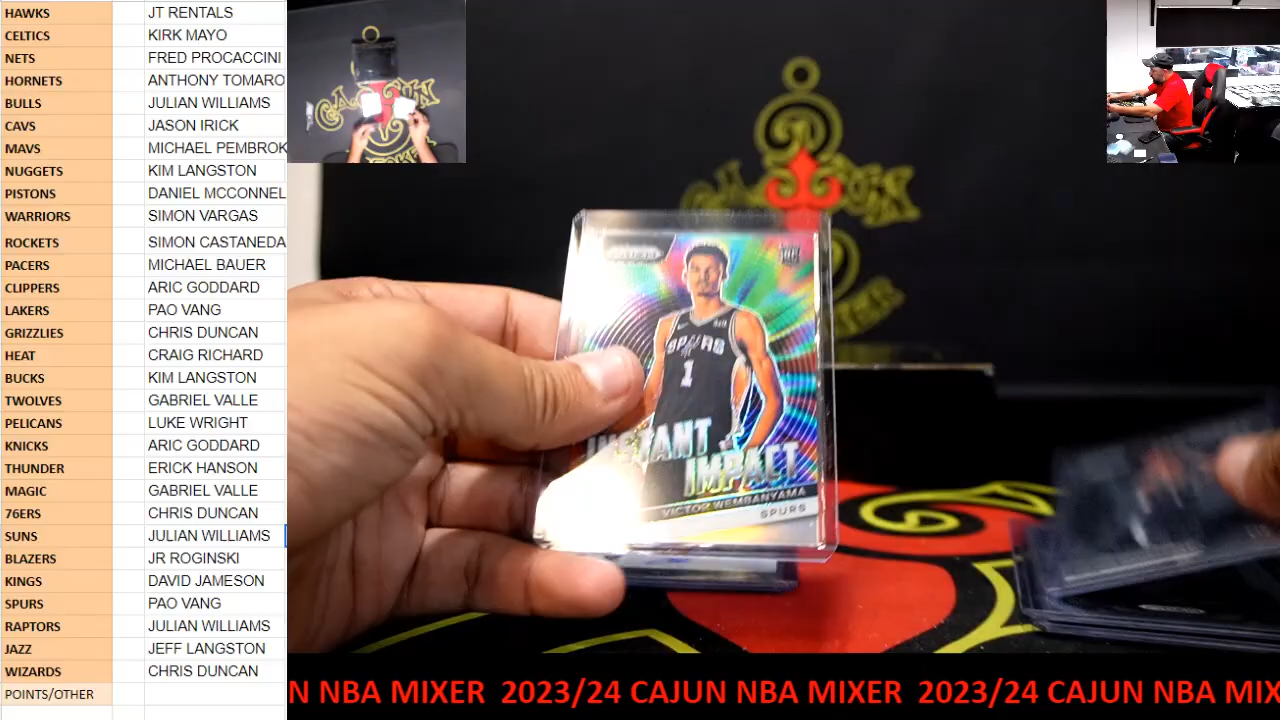 HAWKS JT RENTALS
CELTICS KIRK MAYO
NETS FRED PROCACCINI
HORNETS ANTHONY TOMARO
BULLS JULIAN WILLIAMS
CAVS JASON IRICK
MAVS MICHAEL PEMBROK
NUGGETS KIM LANGSTON
PISTONS DANIEL MCCONNEL
WARRIORS SIMON VARGAS
ROCKETS SIMON CASTANEDA
PACERS MICHAEL BAUER
CLIPPERS ARIC GODDARD
LAKERS PAO VANG
GRIZZLIES CHRIS DUNCAN
HEAT CRAIG RICHARD
BUCKS KIM LANGSTON
TWOLVES GABRIEL VALLE
PELICANS LUKE WRIGHT
KNICKS ARIC GODDARD
THUNDER ERICK HANSON
MAGIC GABRIEL VALLE
76ERS CHRIS DUNCAN
SUNS JULIAN WILLIAMS
BLAZERS JR ROGINSKI
KINGS DAVID JAMESON
SPURS PAO VANG
RAPTORS JULIAN WILLIAMS
JAZZ JEFF LANGSTON
WIZARDS CHRIS DUNCAN
POINTS/OTHER
SPURS
1
INSTANT
IMPACT
VICTOR WEMBANYAMA
SPURS
N NBA MIXER 2023/24 CAJUN NBA MIXER 2023/24 CAJUN NBA MIX